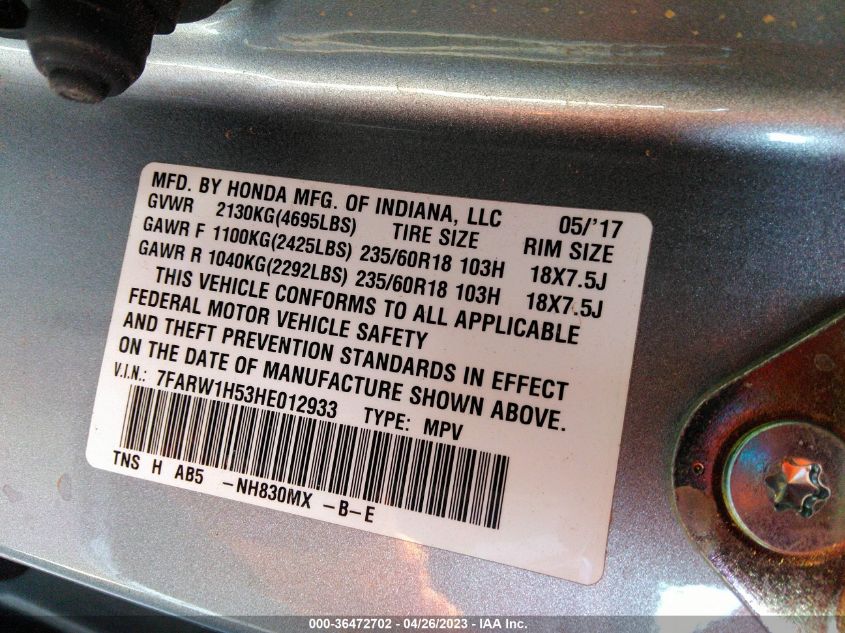 MFD. BY HONDA MFG. OF INDIANA, LLC 05/'17
GVWR 2130KG(4695LBS) TIRE SIZE RIM SIZE
GAWR F 1100KG(2425LBS) 235/60R18 103H 18X7.5J
GAWR R 1040KG(2292LBS) 235/60R18 103H 18X7.5J
THIS VEHICLE CONFORMS TO ALL APPLICABLE
FEDERAL MOTOR VEHICLE SAFETY
AND THEFT PREVENTION STANDARDS IN EFFECT
ON THE DATE OF MANUFACTURE SHOWN ABOVE.
V.I.N.: 7FARW1H53HE012933 TYPE: MPV
TNS H AB5 -NH830MX -B-E
000-36472702 - 04/26/2023 - IAA Inc.